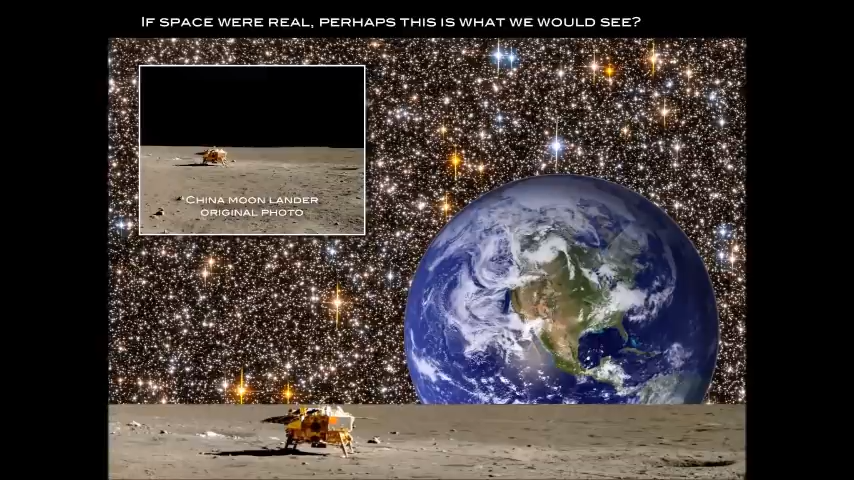 If space were real, perhaps this is what we would see?
*China moon lander
original photo